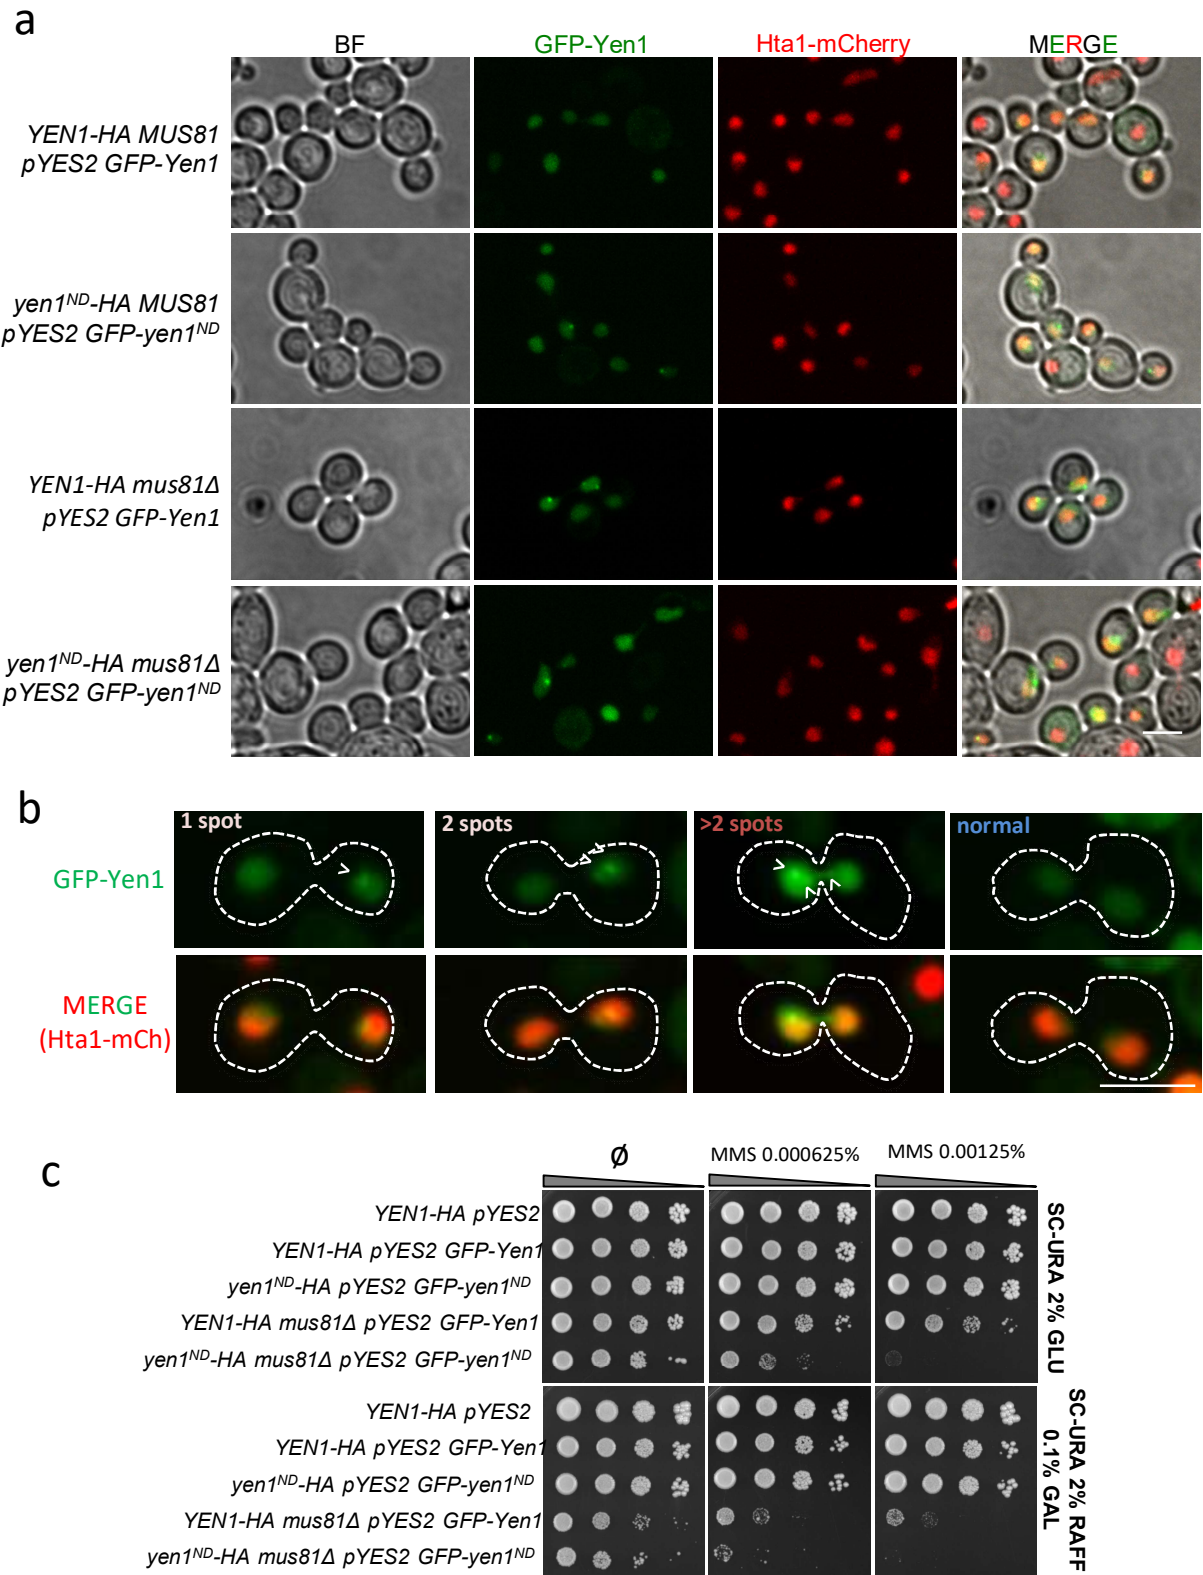 a
BF
GFP-Yen1
Hta1-mCherry
MERGE
YEN1-HA MUS81
pYES2 GFP-Yen1
yen1ᴺᴰ-HA MUS81
pYES2 GFP-yen1ᴺᴰ
YEN1-HA mus81Δ
pYES2 GFP-Yen1
yen1ᴺᴰ-HA mus81Δ
pYES2 GFP-yen1ᴺᴰ
b
1 spot
2 spots
>2 spots
normal
GFP-Yen1
MERGE
(Hta1-mCh)
c
Ø
MMS 0.000625%
MMS 0.00125%
YEN1-HA pYES2
YEN1-HA pYES2 GFP-Yen1
yen1ᴺᴰ-HA pYES2 GFP-yen1ᴺᴰ
YEN1-HA mus81Δ pYES2 GFP-Yen1
yen1ᴺᴰ-HA mus81Δ pYES2 GFP-yen1ᴺᴰ
SC-URA 2% GLU
YEN1-HA pYES2
YEN1-HA pYES2 GFP-Yen1
yen1ᴺᴰ-HA pYES2 GFP-yen1ᴺᴰ
YEN1-HA mus81Δ pYES2 GFP-Yen1
yen1ᴺᴰ-HA mus81Δ pYES2 GFP-yen1ᴺᴰ
SC-URA 2% RAFF
0.1% GAL